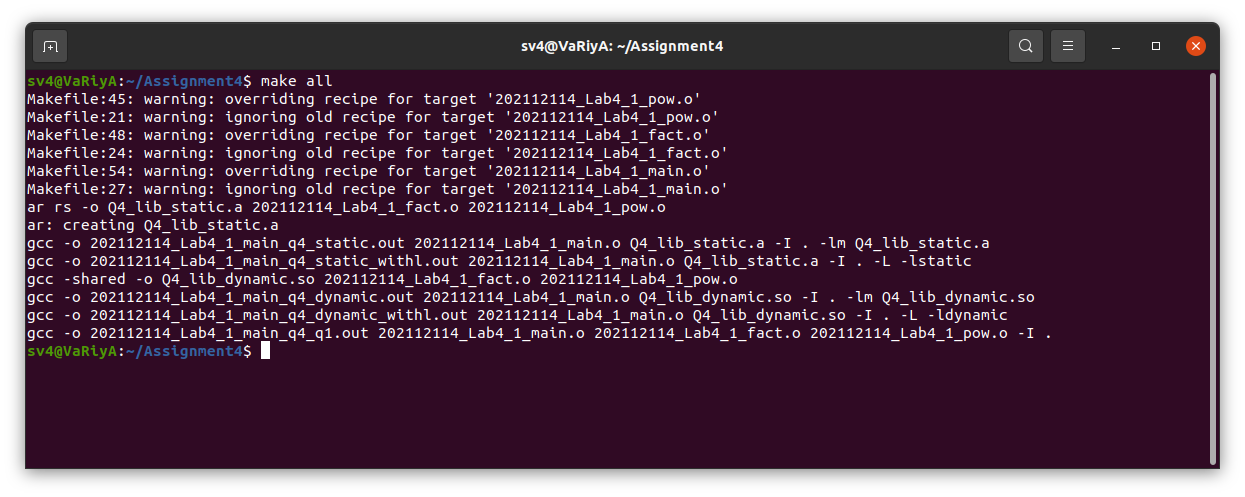 sv4@VaRiyA: ~/Assignment4
sv4@VaRiyA:~/Assignment4$ make all
Makefile:45: warning: overriding recipe for target '202112114_Lab4_1_pow.o'
Makefile:21: warning: ignoring old recipe for target '202112114_Lab4_1_pow.o'
Makefile:48: warning: overriding recipe for target '202112114_Lab4_1_fact.o'
Makefile:24: warning: ignoring old recipe for target '202112114_Lab4_1_fact.o'
Makefile:54: warning: overriding recipe for target '202112114_Lab4_1_main.o'
Makefile:27: warning: ignoring old recipe for target '202112114_Lab4_1_main.o'
ar rs -o Q4_lib_static.a 202112114_Lab4_1_fact.o 202112114_Lab4_1_pow.o
ar: creating Q4_lib_static.a
gcc -o 202112114_Lab4_1_main_q4_static.out 202112114_Lab4_1_main.o Q4_lib_static.a -I . -lm Q4_lib_static.a
gcc -o 202112114_Lab4_1_main_q4_static_withl.out 202112114_Lab4_1_main.o Q4_lib_static.a -I . -L -lstatic
gcc -shared -o Q4_lib_dynamic.so 202112114_Lab4_1_fact.o 202112114_Lab4_1_pow.o
gcc -o 202112114_Lab4_1_main_q4_dynamic.out 202112114_Lab4_1_main.o Q4_lib_dynamic.so -I . -lm Q4_lib_dynamic.so
gcc -o 202112114_Lab4_1_main_q4_dynamic_withl.out 202112114_Lab4_1_main.o Q4_lib_dynamic.so -I . -L -ldynamic
gcc -o 202112114_Lab4_1_main_q4_q1.out 202112114_Lab4_1_main.o 202112114_Lab4_1_fact.o 202112114_Lab4_1_pow.o -I .
sv4@VaRiyA:~/Assignment4$